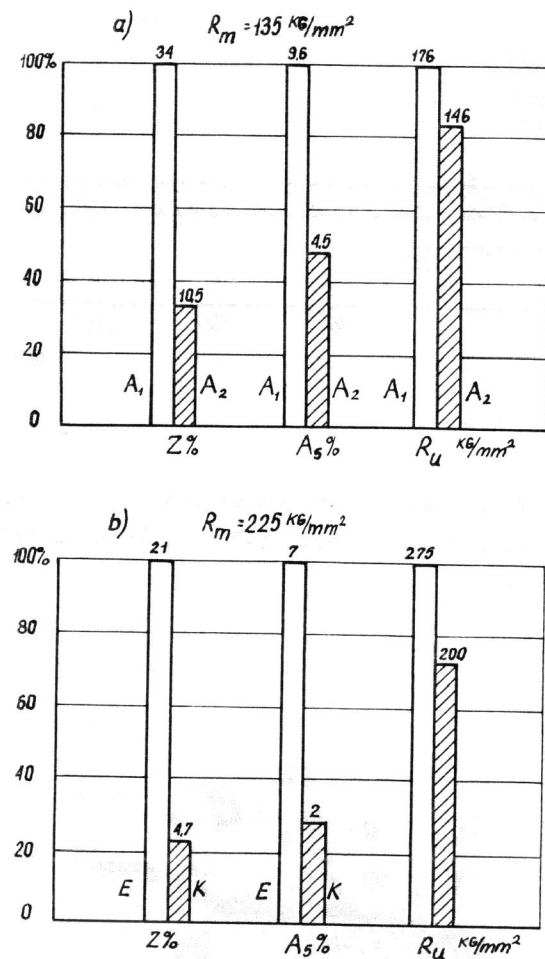 a) Rₘ = 135 KG/mm²
34 9,6 176
100%
146
80
60
4,5
40
10,5
20
A₁ A₂ A₁ A₂ A₁ A₂
0
Z% A₅% Rᵤ KG/mm²
b) Rₘ = 225 KG/mm²
21 7 275
100%
80
200
60
40
2
4,7
20
E K E K
0
Z% A₅% Rᵤ KG/mm²